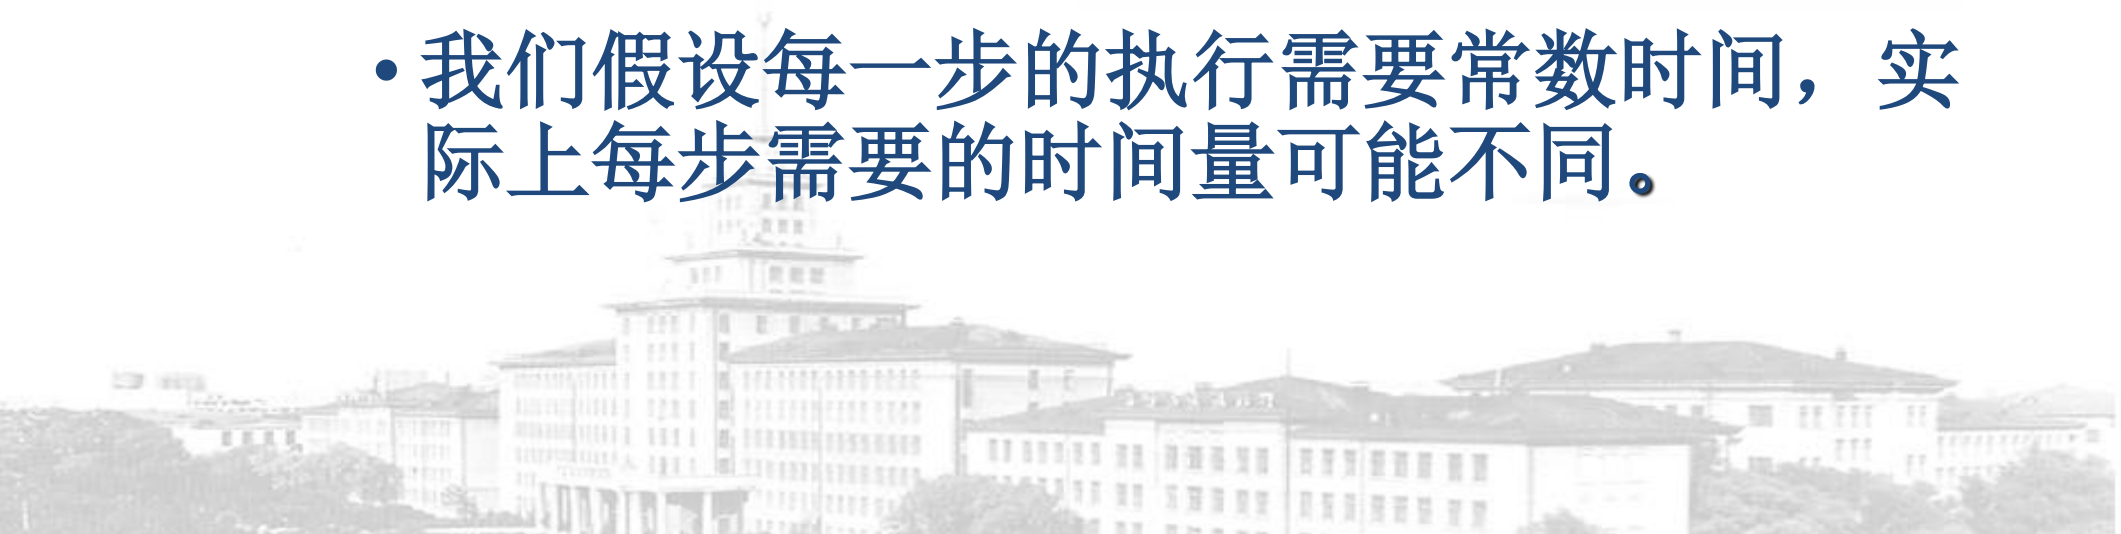 • 我们假设每一步的执行需要常数时间，实
际上每步需要的时间量可能不同。